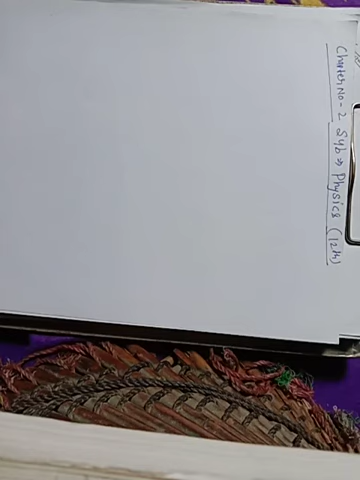 Chapter No - 2 Sub → Physics (12th)